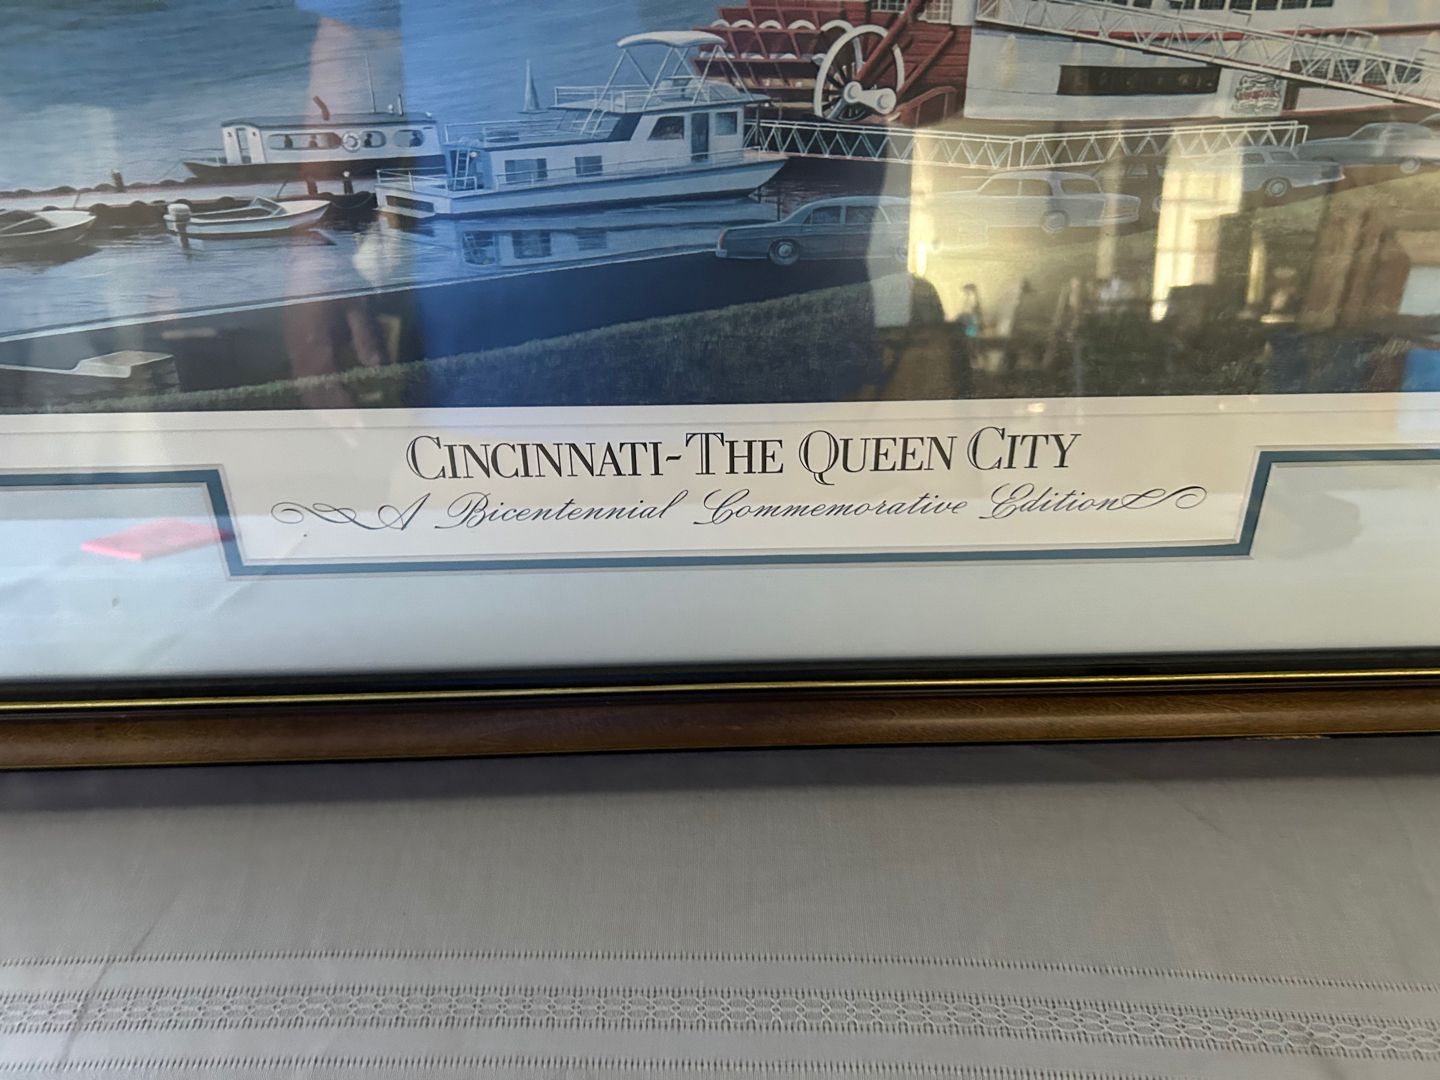 CINCINNATI-THE QUEEN CITY
A Bicentennial Commemorative Edition